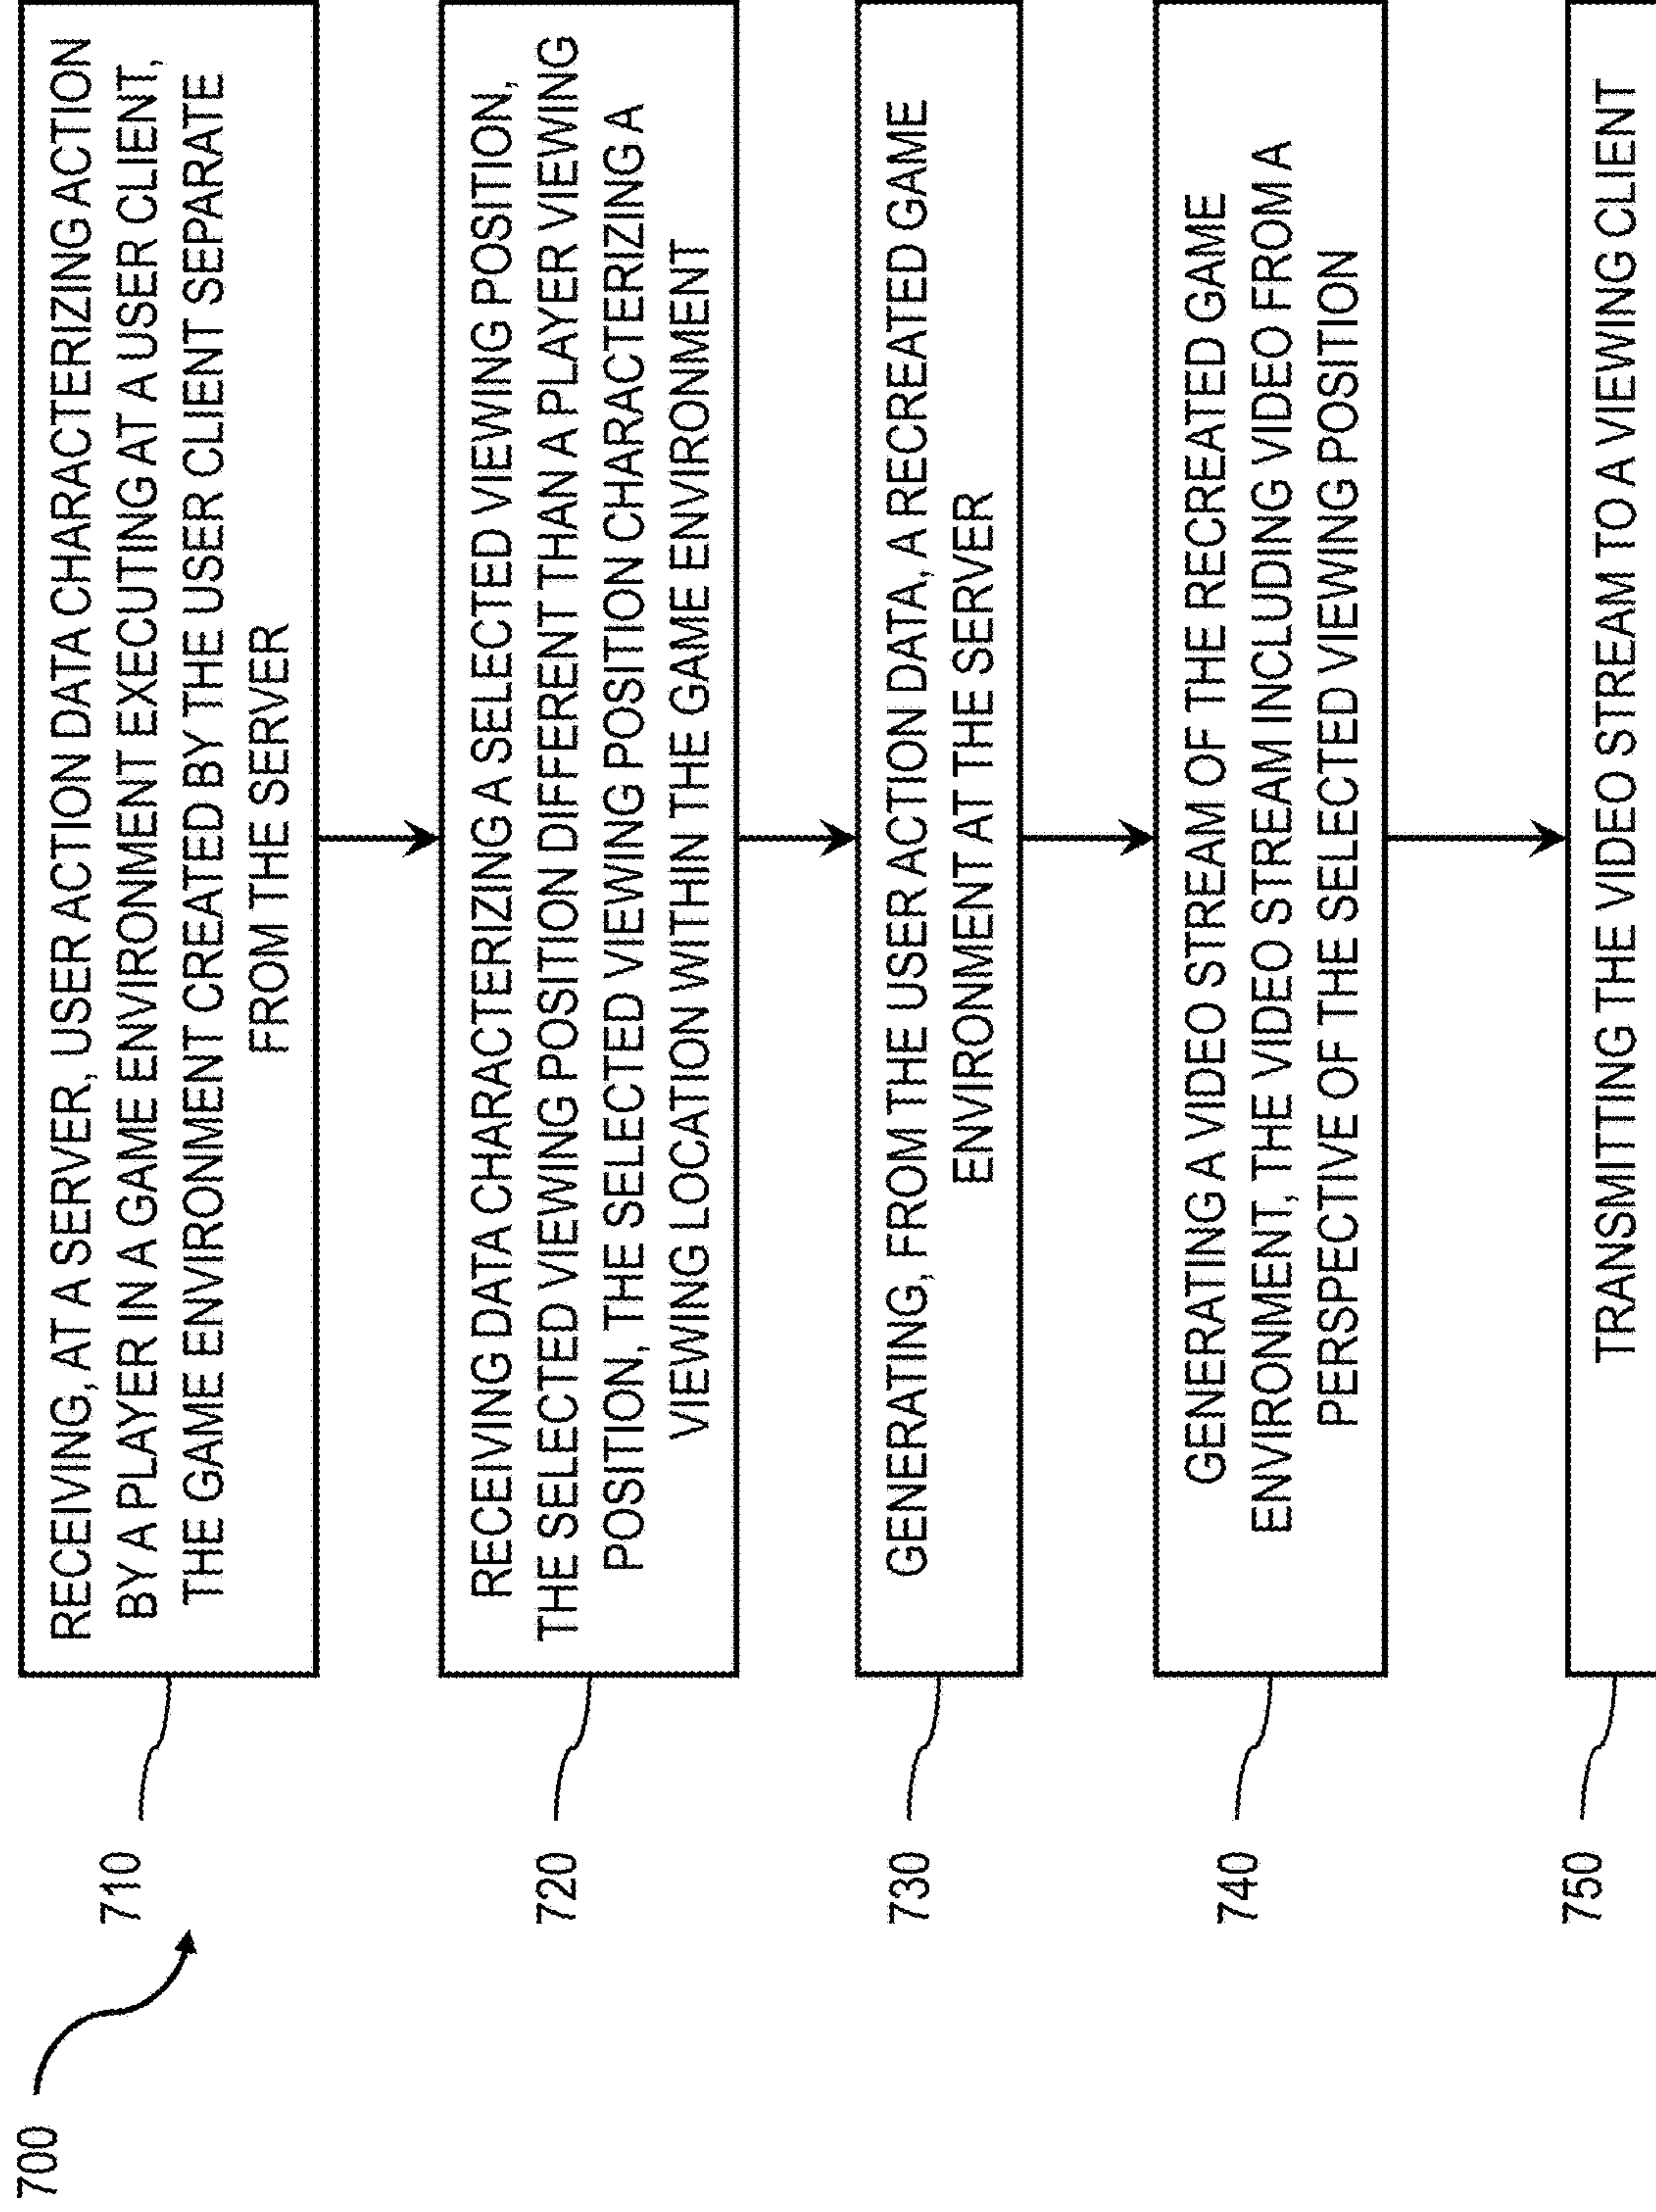 700
710
RECEIVING, AT A SERVER, USER ACTION DATA CHARACTERIZING ACTION
BY A PLAYER IN A GAME ENVIRONMENT EXECUTING AT A USER CLIENT,
THE GAME ENVIRONMENT CREATED BY THE USER CLIENT SEPARATE
FROM THE SERVER
720
RECEIVING DATA CHARACTERIZING A SELECTED VIEWING POSITION,
THE SELECTED VIEWING POSITION DIFFERENT THAN A PLAYER VIEWING
POSITION, THE SELECTED VIEWING POSITION CHARACTERIZING A
VIEWING LOCATION WITHIN THE GAME ENVIRONMENT
730
GENERATING, FROM THE USER ACTION DATA, A RECREATED GAME
ENVIRONMENT AT THE SERVER
740
GENERATING A VIDEO STREAM OF THE RECREATED GAME
ENVIRONMENT, THE VIDEO STREAM INCLUDING VIDEO FROM A
PERSPECTIVE OF THE SELECTED VIEWING POSITION
750
TRANSMITTING THE VIDEO STREAM TO A VIEWING CLIENT